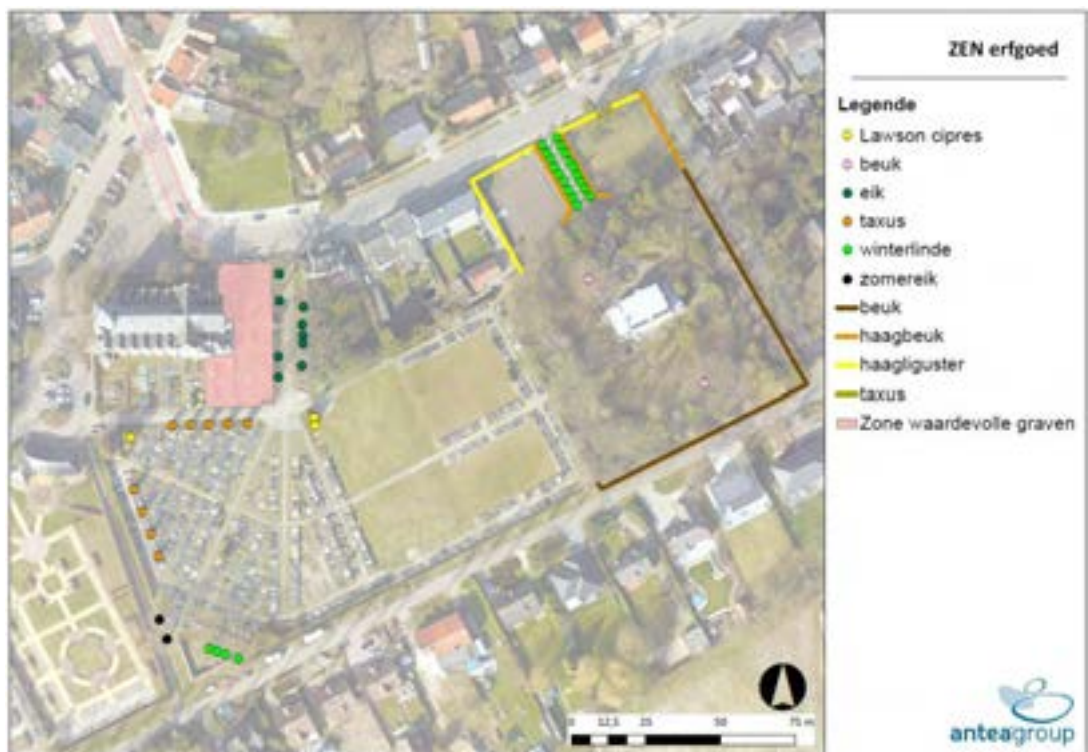 ZEN erfgoed
Legende
Lawson cipres
beuk
eik
taxus
winterlinde
zomereik
beuk
haagbeuk
haagliguster
taxus
Zone waardevolle graven
0 12,5 25 50 75 m
anteagroup